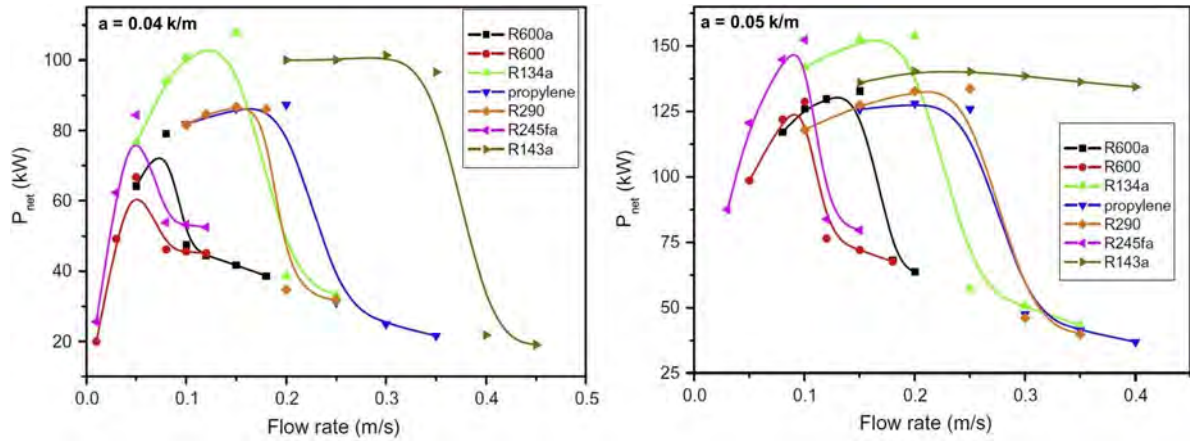 a = 0.04 k/m
R600a
R600
R134a
propylene
R290
R245fa
R143a
100
80
60
40
20
0.0 0.1 0.2 0.3 0.4 0.5
Flow rate (m/s)
Pnet (kW)
a = 0.05 k/m
R600a
R600
R134a
propylene
R290
R245fa
R143a
150
125
100
75
50
25
0.0 0.1 0.2 0.3 0.4
Flow rate (m/s)
Pnet (kW)